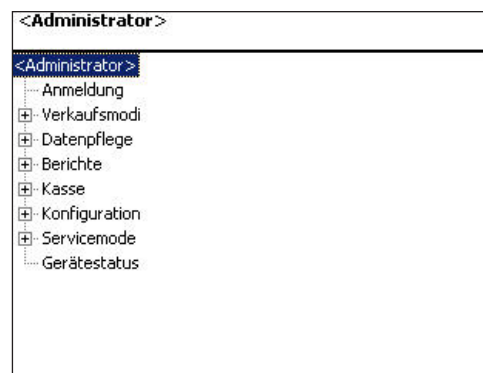 <Administrator>
<Administrator>
Anmeldung
Verkaufsmodi
Datenpflege
Berichte
Kasse
Konfiguration
Servicemode
Gerätestatus